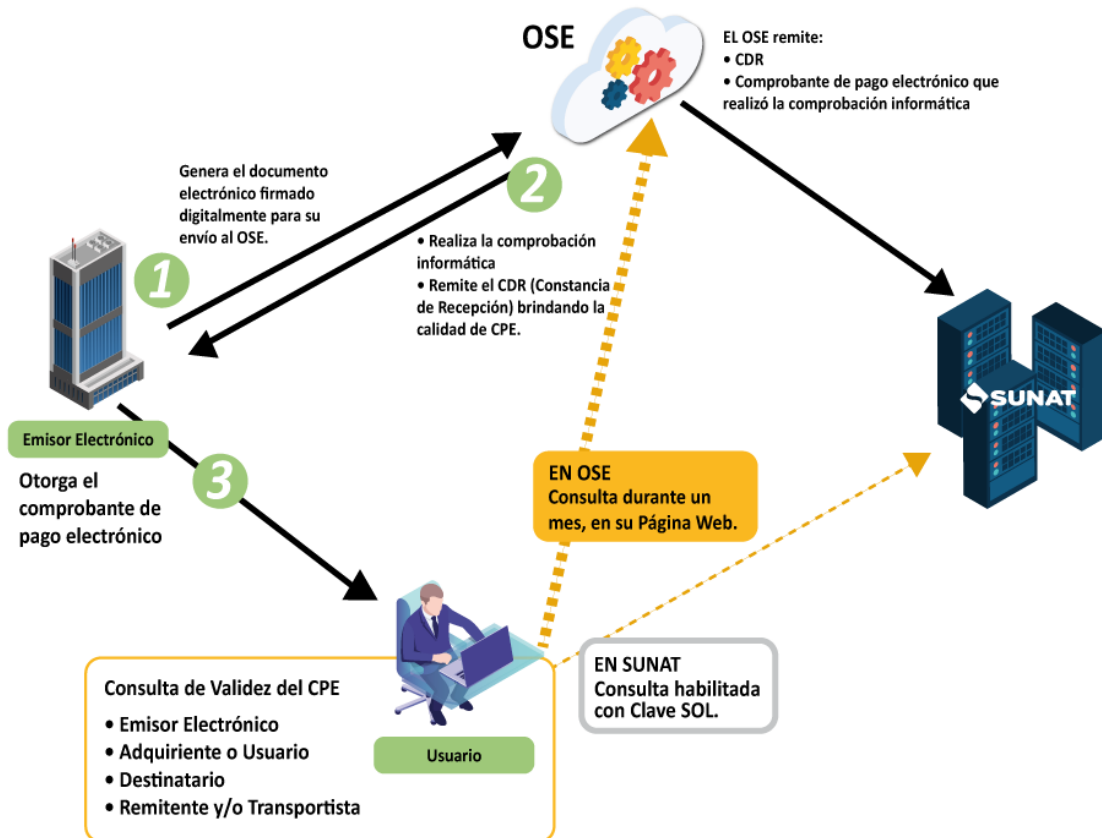 OSE
EL OSE remite:
• CDR
• Comprobante de pago electrónico que
realizó la comprobación informática
Genera el documento
electrónico firmado
digitalmente para su
envío al OSE.
1
2
• Realiza la comprobación
informática
• Remite el CDR (Constancia
de Recepción) brindando la
calidad de CPE.
SUNAT
Emisor Electrónico
Otorga el
comprobante de
pago electrónico
3
EN OSE
Consulta durante un
mes, en su Página Web.
EN SUNAT
Consulta habilitada
con Clave SOL.
Consulta de Validez del CPE
• Emisor Electrónico
• Adquiriente o Usuario
• Destinatario
• Remitente y/o Transportista
Usuario